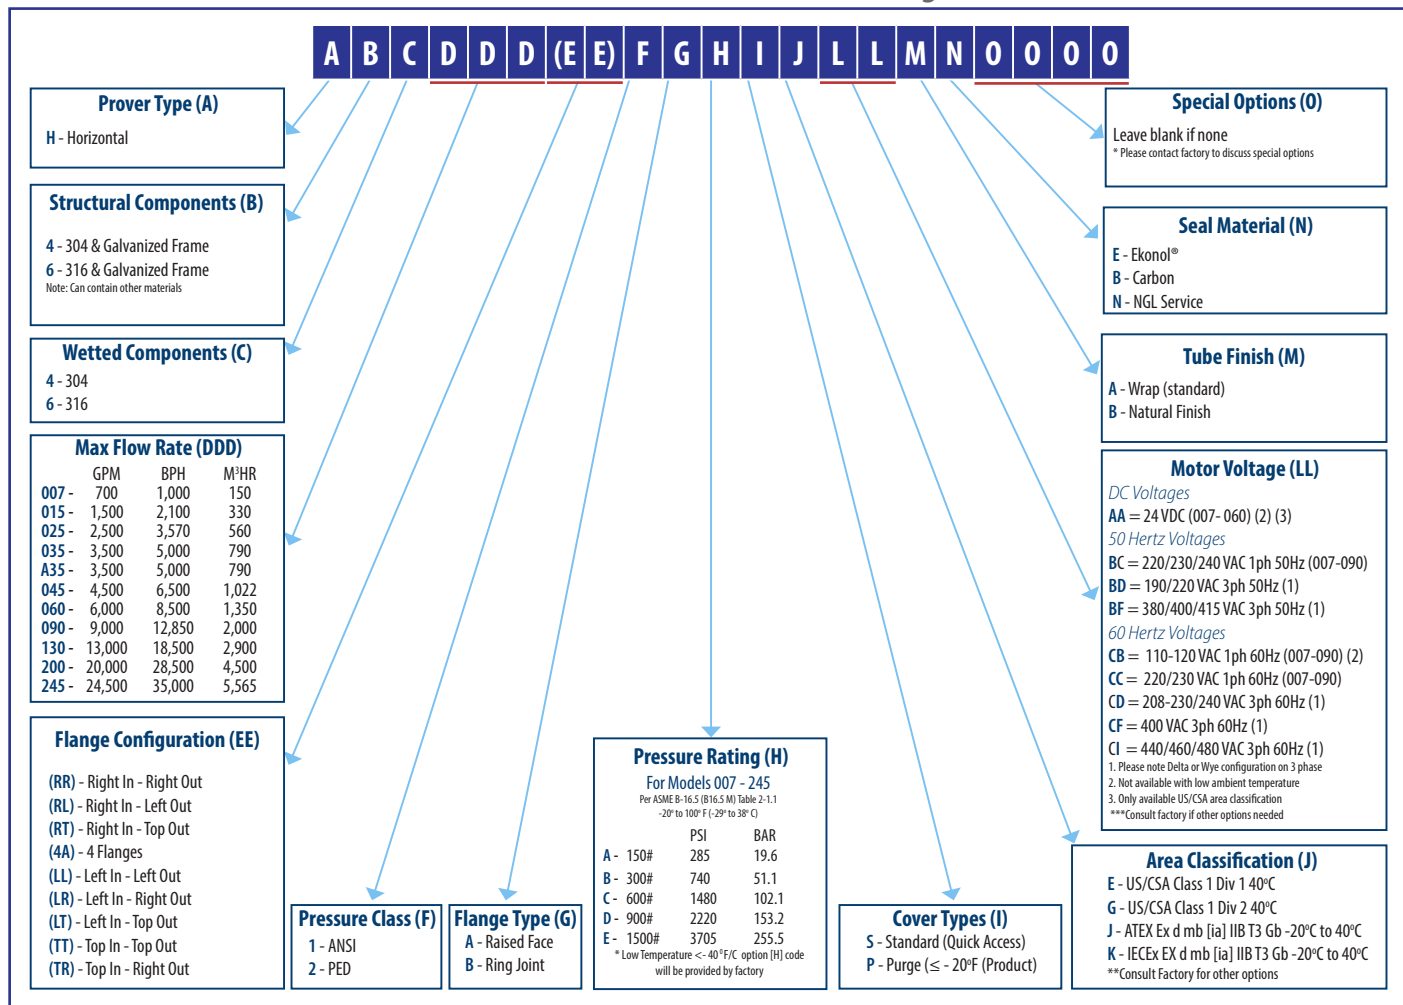 A B C D D D (E E) F G H I J L L M N O O O O
Prover Type (A)
H - Horizontal
Structural Components (B)
4 - 304 & Galvanized Frame
6 - 316 & Galvanized Frame
Note: Can contain other materials
Wetted Components (C)
4 - 304
6 - 316
Max Flow Rate (DDD)
GPM BPH M³HR
007 - 700 1,000 150
015 - 1,500 2,100 330
025 - 2,500 3,570 560
035 - 3,500 5,000 790
A35 - 3,500 5,000 790
045 - 4,500 6,500 1,022
060 - 6,000 8,500 1,350
090 - 9,000 12,850 2,000
130 - 13,000 18,500 2,900
200 - 20,000 28,500 4,500
245 - 24,500 35,000 5,565
Flange Configuration (EE)
(RR) - Right In - Right Out
(RL) - Right In - Left Out
(RT) - Right In - Top Out
(4A) - 4 Flanges
(LL) - Left In - Left Out
(LR) - Left In - Right Out
(LT) - Left In - Top Out
(TT) - Top In - Top Out
(TR) - Top In - Right Out
Pressure Class (F)
1 - ANSI
2 - PED
Flange Type (G)
A - Raised Face
B - Ring Joint
Pressure Rating (H)
For Models 007 - 245
Per ASME B-16.5 (B16.5 M) Table 2-1.1
-20º to 100º F (-29º to 38º C)
PSI BAR
A - 150# 285 19.6
B - 300# 740 51.1
C - 600# 1480 102.1
D - 900# 2220 153.2
E - 1500# 3705 255.5
* Low Temperature <- 40 ºF/C option [H] code
will be provided by factory
Cover Types (I)
S - Standard (Quick Access)
P - Purge (≤ - 20ºF (Product)
Special Options (O)
Leave blank if none
* Please contact factory to discuss special options
Seal Material (N)
E - Ekonol®
B - Carbon
N - NGL Service
Tube Finish (M)
A - Wrap (standard)
B - Natural Finish
Motor Voltage (LL)
DC Voltages
AA = 24 VDC (007- 060) (2) (3)
50 Hertz Voltages
BC = 220/230/240 VAC 1ph 50Hz (007-090)
BD = 190/220 VAC 3ph 50Hz (1)
BF = 380/400/415 VAC 3ph 50Hz (1)
60 Hertz Voltages
CB = 110-120 VAC 1ph 60Hz (007-090) (2)
CC = 220/230 VAC 1ph 60Hz (007-090)
CD = 208-230/240 VAC 3ph 60Hz (1)
CF = 400 VAC 3ph 60Hz (1)
CI = 440/460/480 VAC 3ph 60Hz (1)
1. Please note Delta or Wye configuration on 3 phase
2. Not available with low ambient temperature
3. Only available US/CSA area classification
***Consult factory if other options needed
Area Classification (J)
E - US/CSA Class 1 Div 1 40ºC
G - US/CSA Class 1 Div 2 40ºC
J - ATEX Ex d mb [ia] IIB T3 Gb -20ºC to 40ºC
K - IECEx EX d mb [ia] IIB T3 Gb -20ºC to 40ºC
**Consult Factory for other options